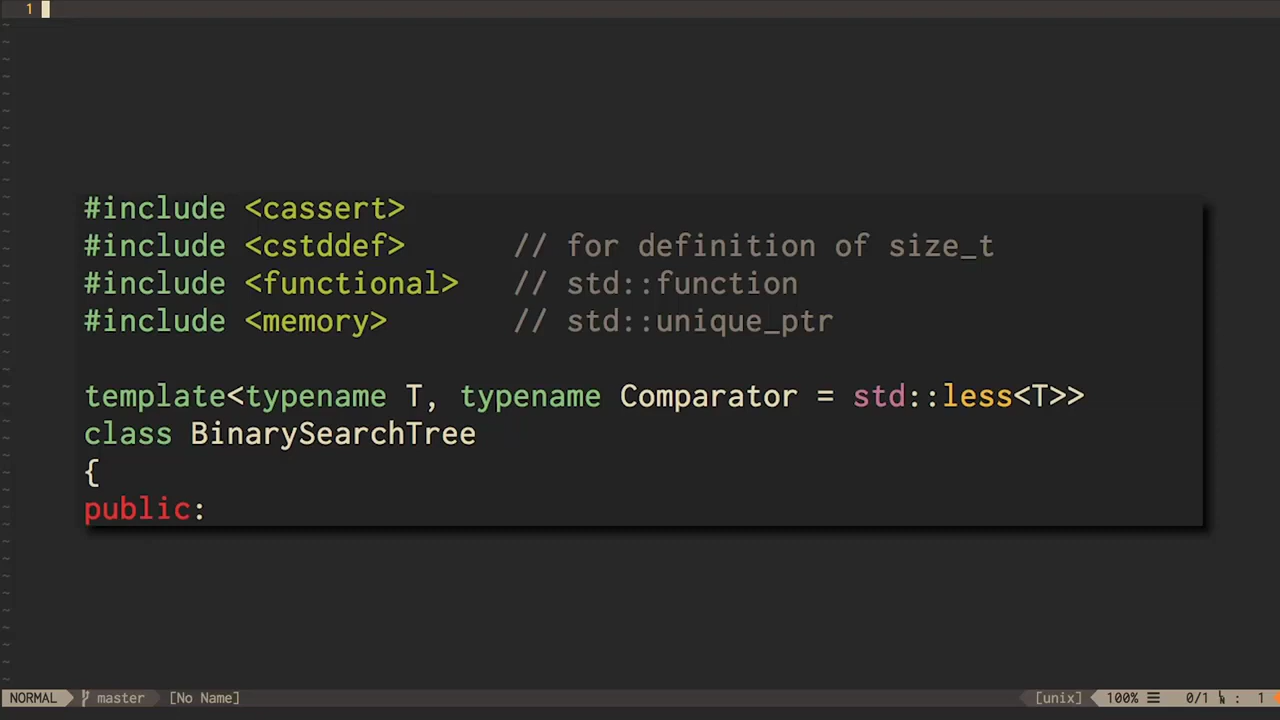 1
#include <cassert>
#include <cstddef>      // for definition of size_t
#include <functional>   // std::function
#include <memory>       // std::unique_ptr
template<typename T, typename Comparator = std::less<T>>
class BinarySearchTree
{
public:
NORMAL master [No Name] [unix] 100% ☰ 0/1 : 1